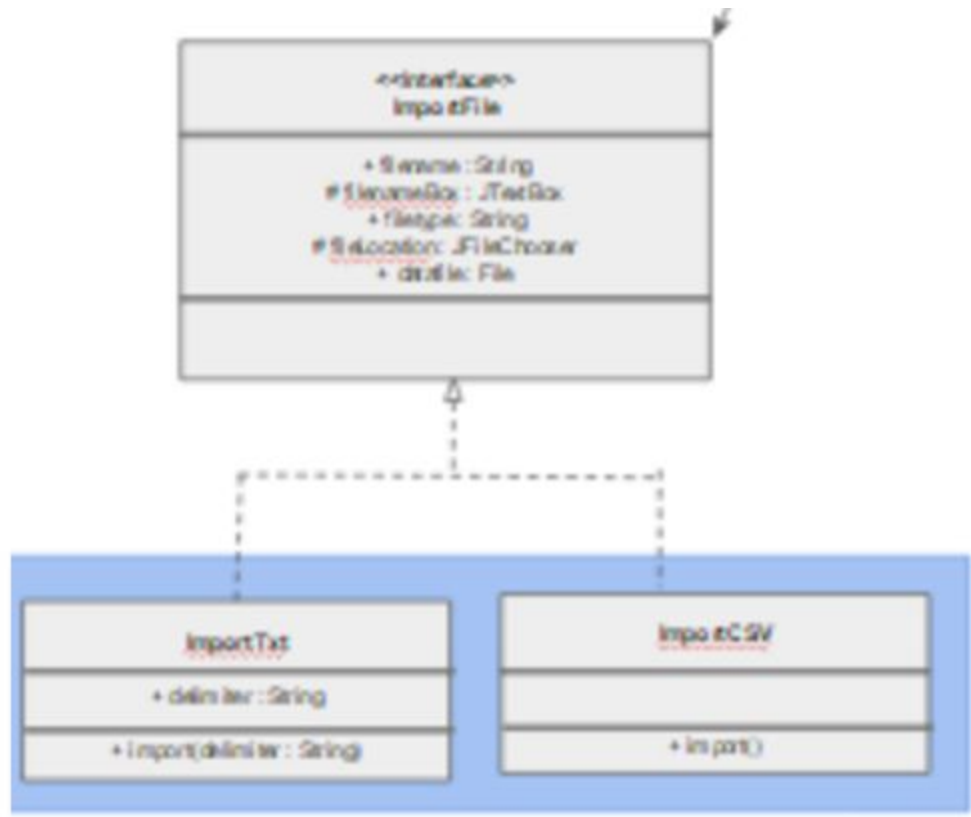 <<Interface>>
ImportFile
+ filename : String
# filenameBox : JTextBox
+ filetype: String
# fileLocation: JFileChooser
+ datafile: File
ImportTxt
+ delimiter : String
+ import(delimiter : String)
ImportCSV
+ import()